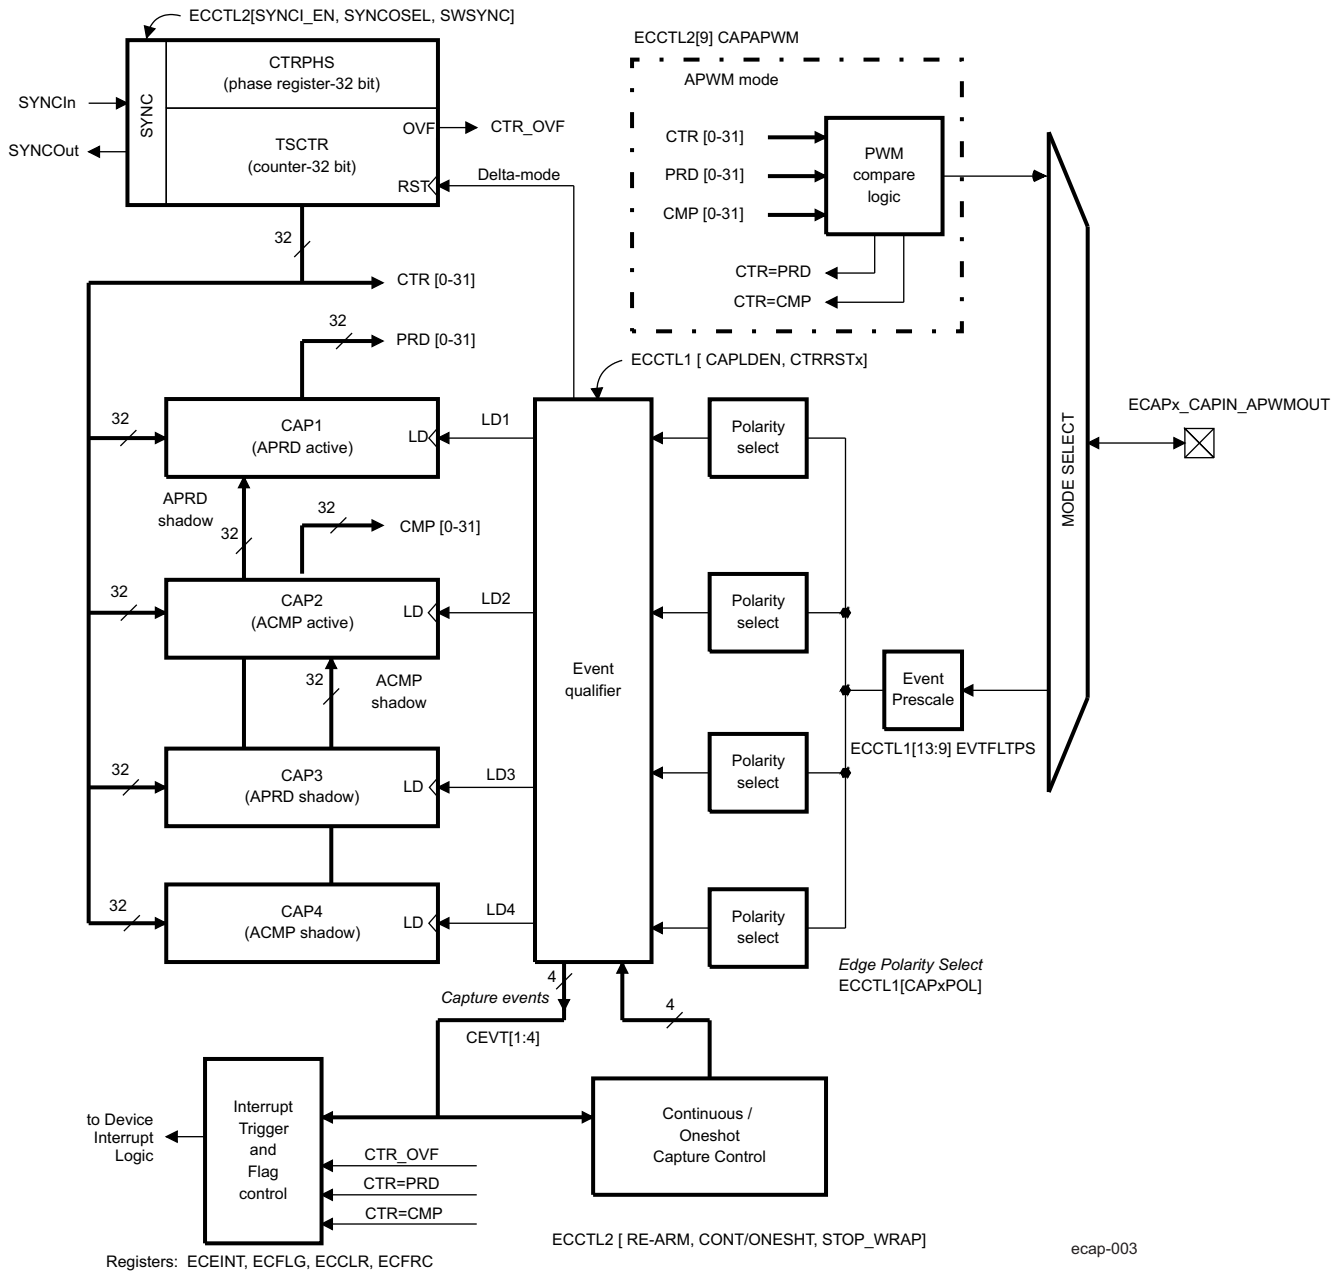 ECCTL2[SYNCI_EN, SYNCOSEL, SWSYNC]
CTRPHS
(phase register-32 bit)
SYNC
SYNCIn
SYNCOut
TSCTR
(counter-32 bit)
OVF
CTR_OVF
RST
Delta-mode
32
CTR [0-31]
32
PRD [0-31]
ECCTL2[9] CAPAPWM
APWM mode
CTR [0-31]
PRD [0-31]
CMP [0-31]
PWM
compare
logic
CTR=PRD
CTR=CMP
ECCTL1 [ CAPLDEN, CTRRSTx]
32
CAP1
(APRD active)
LD
LD1
Polarity
select
MODE SELECT
ECAPx_CAPIN_APWMOUT
APRD
shadow
32
32
CMP [0-31]
32
CAP2
(ACMP active)
LD
LD2
Polarity
select
Event
qualifier
32
ACMP
shadow
Event
Prescale
ECCTL1[13:9] EVTFLTPS
32
CAP3
(APRD shadow)
LD
LD3
Polarity
select
32
CAP4
(ACMP shadow)
LD
LD4
Polarity
select
Edge Polarity Select
ECCTL1[CAPxPOL]
4
Capture events
CEVT[1:4]
4
to Device
Interrupt
Logic
Interrupt
Trigger
and
Flag
control
CTR_OVF
CTR=PRD
CTR=CMP
Continuous /
Oneshot
Capture Control
Registers: ECEINT, ECFLG, ECCLR, ECFRC
ECCTL2 [ RE-ARM, CONT/ONESHT, STOP_WRAP]
ecap-003